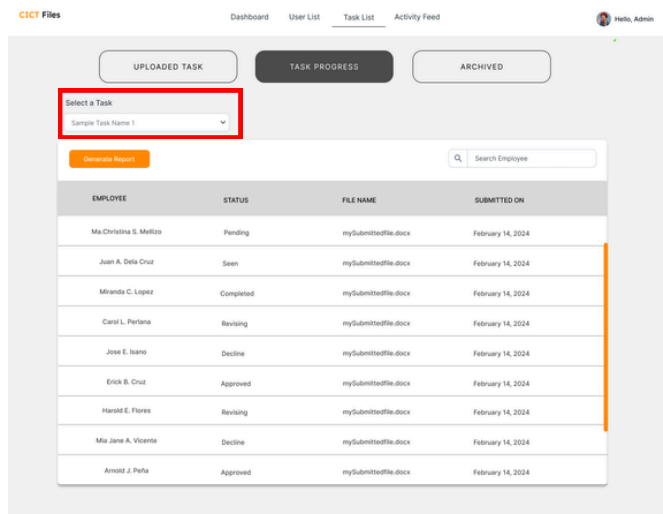 CICT Files Dashboard User List Task List Activity Feed Hello, Admin
UPLOADED TASK TASK PROGRESS ARCHIVED
Select a Task
Sample Task Name 1
Generate Report Search Employee
EMPLOYEE STATUS FILE NAME SUBMITTED ON
Ma.Christina S. Mellizo Pending mySubmittedfile.docx February 14, 2024
Juan A. Dela Cruz Seen mySubmittedfile.docx February 14, 2024
Miranda C. Lopez Completed mySubmittedfile.docx February 14, 2024
Carol L. Perlana Revising mySubmittedfile.docx February 14, 2024
Jose E. Isano Decline mySubmittedfile.docx February 14, 2024
Erick B. Cruz Approved mySubmittedfile.docx February 14, 2024
Harold E. Flores Revising mySubmittedfile.docx February 14, 2024
Mia Jane A. Vicente Decline mySubmittedfile.docx February 14, 2024
Arnold J. Peña Approved mySubmittedfile.docx February 14, 2024